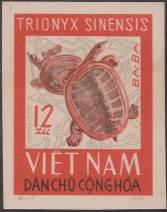 TRIONYX SINENSIS
BA-BA
12
XU
VIỆT NAM
DÂN CHỦ CỘNG HÒA